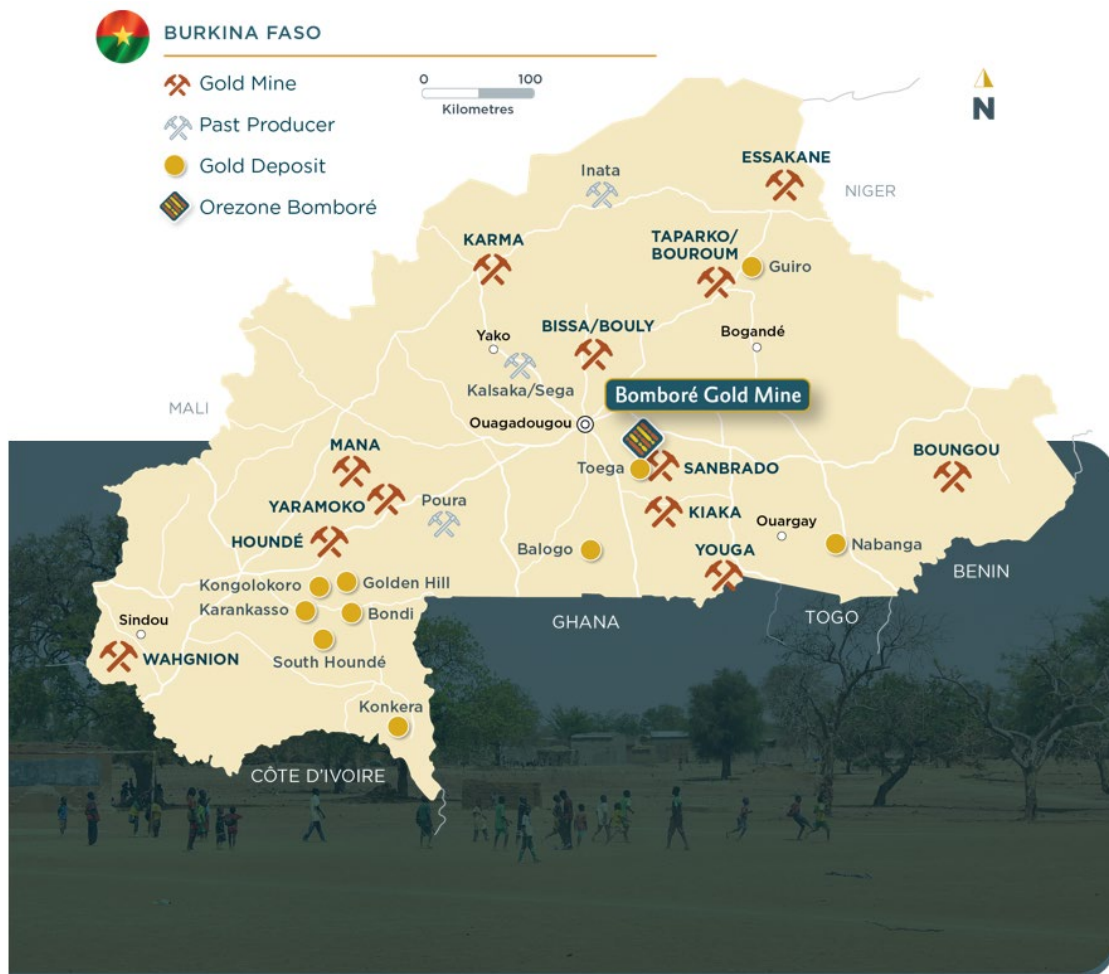 BURKINA FASO
Gold Mine
Past Producer
Gold Deposit
Orezone Bomboré
0 100
Kilometres
N
ESSAKANE
Inata
NIGER
KARMA
TAPARKO/
BOUROUM
Guiro
BISSA/BOULY
Yako
Bogandé
Kalsaka/Sega
Bomboré Gold Mine
MALI
Ouagadougou
MANA
Toega
SANBRADO
BOUNGOU
YARAMOKO
Poura
KIAKA
HOUNDÉ
Ouargay
Balogo
YOUGA
Nabanga
BENIN
Kongolokoro
Golden Hill
Karankasso
Bondi
GHANA
TOGO
Sindou
South Houndé
WAHGNION
Konkera
CÔTE D'IVOIRE